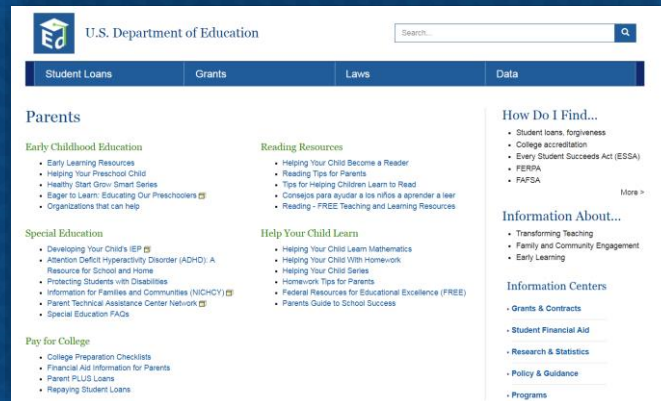 Ed
U.S. Department of Education
Search...
Student Loans
Grants
Laws
Data
Parents
Early Childhood Education
Early Learning Resources
Helping Your Preschool Child
Healthy Start Grow Smart Series
Eager to Learn: Educating Our Preschoolers
Organizations that can help
Special Education
Developing Your Child's IEP
Attention Deficit Hyperactivity Disorder (ADHD): A
Resource for School and Home
Protecting Students with Disabilities
Information for Families and Communities (NICHCY)
Parent Technical Assistance Center Network
Special Education FAQs
Pay for College
College Preparation Checklists
Financial Aid Information for Parents
Parent PLUS Loans
Repaying Student Loans
Reading Resources
Helping Your Child Become a Reader
Reading Tips for Parents
Tips for Helping Children Learn to Read
Consejos para ayudar a los niños a aprender a leer
Reading - FREE Teaching and Learning Resources
Help Your Child Learn
Helping Your Child Learn Mathematics
Helping Your Child With Homework
Helping Your Child Series
Homework Tips for Parents
Federal Resources for Educational Excellence (FREE)
Parents Guide to School Success
How Do I Find...
Student loans, forgiveness
College accreditation
Every Student Succeeds Act (ESSA)
FERPA
FAFSA
More >
Information About...
Transforming Teaching
Family and Community Engagement
Early Learning
Information Centers
Grants & Contracts
Student Financial Aid
Research & Statistics
Policy & Guidance
Programs